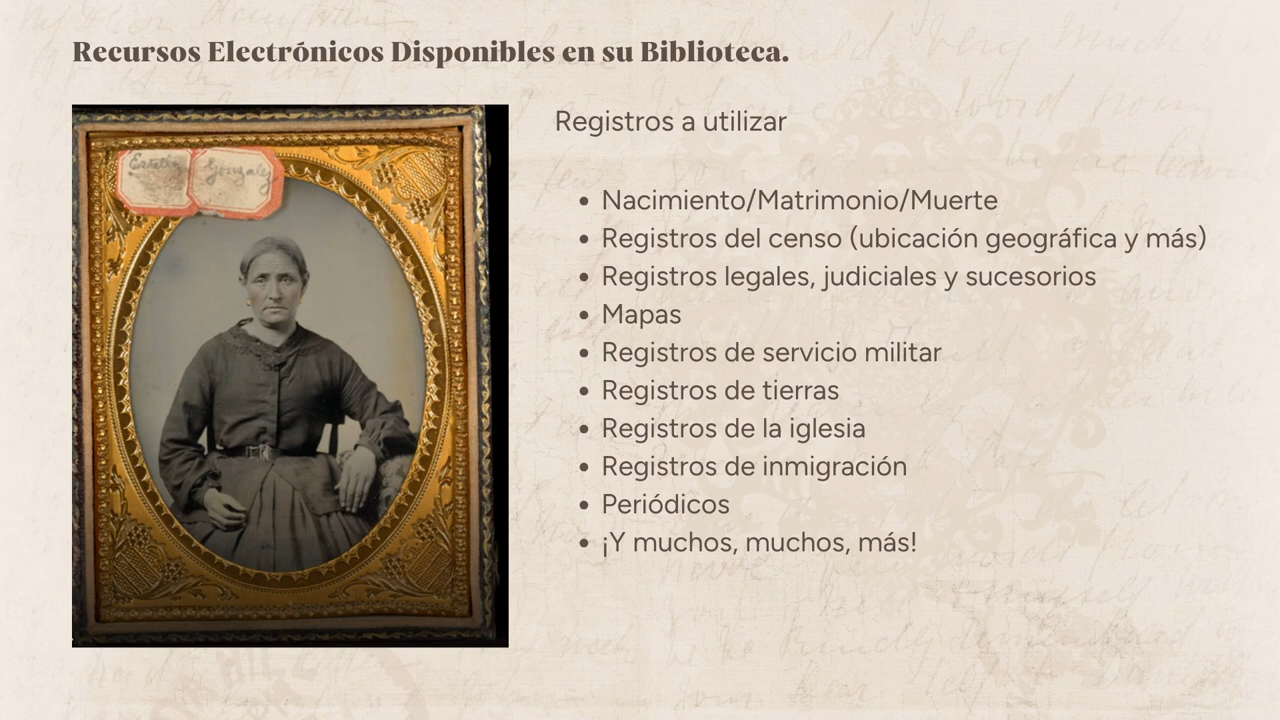 Recursos Electrónicos Disponibles en su Biblioteca.
Estella Gonzalez
Registros a utilizar
Nacimiento/Matrimonio/Muerte
Registros del censo (ubicación geográfica y más)
Registros legales, judiciales y sucesorios
Mapas
Registros de servicio militar
Registros de tierras
Registros de la iglesia
Registros de inmigración
Periódicos
¡Y muchos, muchos, más!